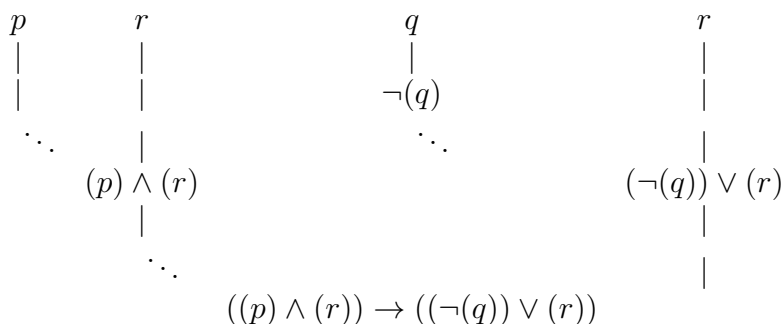 p r q r
¬(q)
(p) ∧ (r) (¬(q)) ∨ (r)
((p) ∧ (r)) → ((¬(q)) ∨ (r))